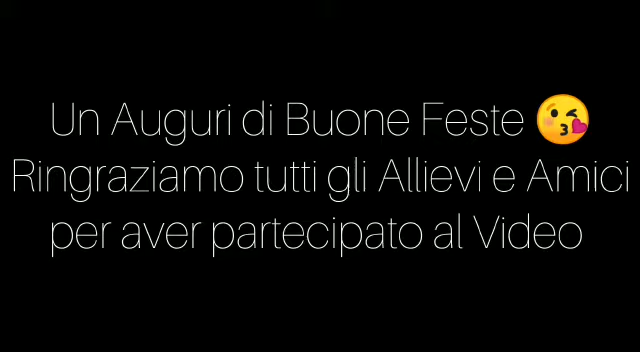 Un Auguri di Buone Feste 😘
Ringraziamo tutti gli Allievi e Amici
per aver partecipato al Video